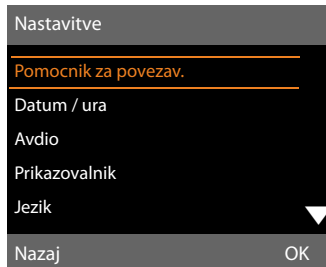 Nastavitve
Pomocnik za povezav.
Datum / ura
Avdio
Prikazovalnik
Jezik
Nazaj OK